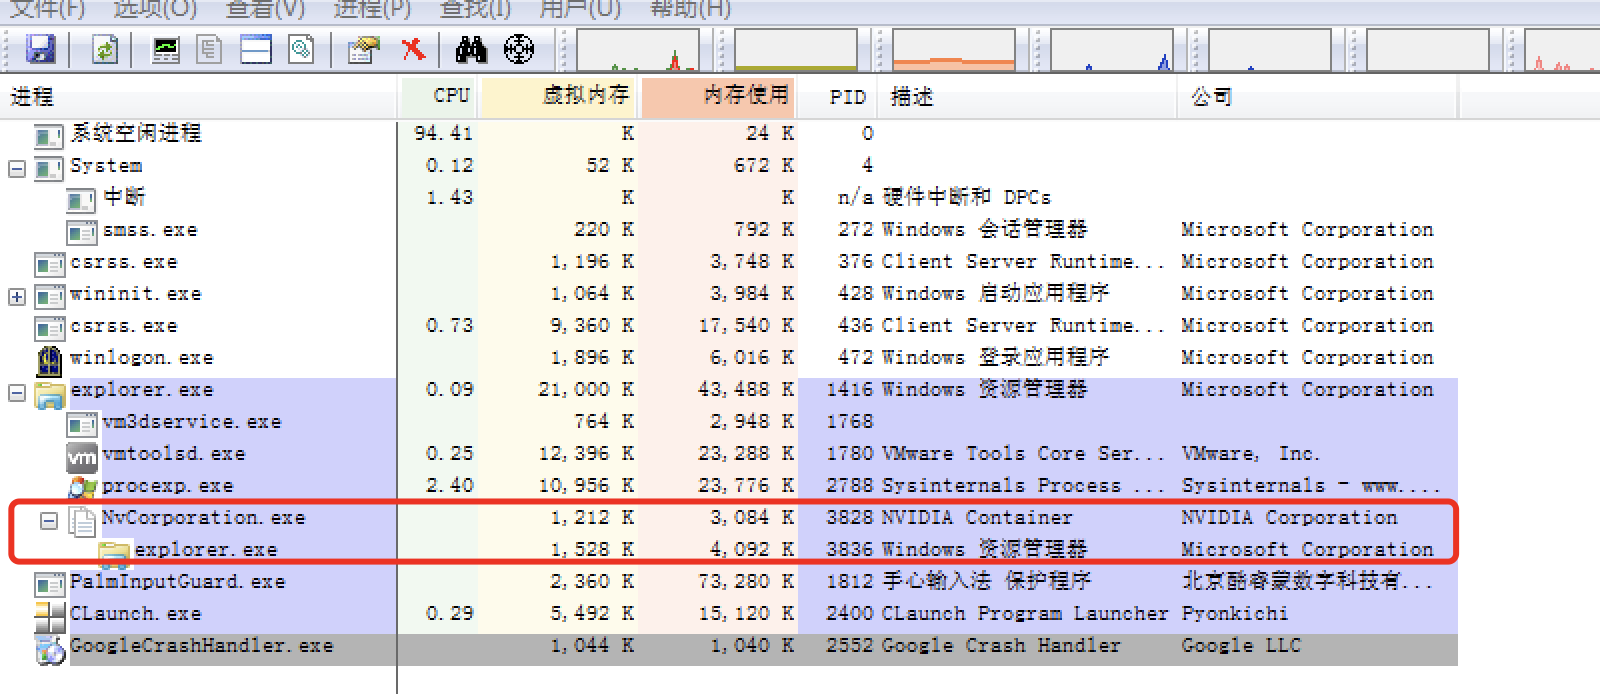 文件(F) 选项(O) 查看(V) 进程(P) 查找(I) 用户(U) 帮助(H)
进程 CPU 虚拟内存 内存使用 PID 描述 公司
系统空闲进程 94.41 K 24 K 0
System 0.12 52 K 672 K 4
中断 1.43 K K n/a 硬件中断和 DPCs
smss.exe 220 K 792 K 272 Windows 会话管理器 Microsoft Corporation
csrss.exe 1,196 K 3,748 K 376 Client Server Runtime... Microsoft Corporation
wininit.exe 1,064 K 3,984 K 428 Windows 启动应用程序 Microsoft Corporation
csrss.exe 0.73 9,360 K 17,540 K 436 Client Server Runtime... Microsoft Corporation
winlogon.exe 1,896 K 6,016 K 472 Windows 登录应用程序 Microsoft Corporation
explorer.exe 0.09 21,000 K 43,488 K 1416 Windows 资源管理器 Microsoft Corporation
vm3dservice.exe 764 K 2,948 K 1768
vm vmtoolsd.exe 0.25 12,396 K 23,288 K 1780 VMware Tools Core Ser... VMware, Inc.
procexp.exe 2.40 10,956 K 23,776 K 2788 Sysinternals Process ... Sysinternals - www....
NvCorporation.exe 1,212 K 3,084 K 3828 NVIDIA Container NVIDIA Corporation
explorer.exe 1,528 K 4,092 K 3836 Windows 资源管理器 Microsoft Corporation
PalmInputGuard.exe 2,360 K 73,280 K 1812 手心输入法 保护程序 北京酷睿蒙数字科技有...
CLaunch.exe 0.29 5,492 K 15,120 K 2400 CLaunch Program Launcher Pyonkichi
GoogleCrashHandler.exe 1,044 K 1,040 K 2552 Google Crash Handler Google LLC